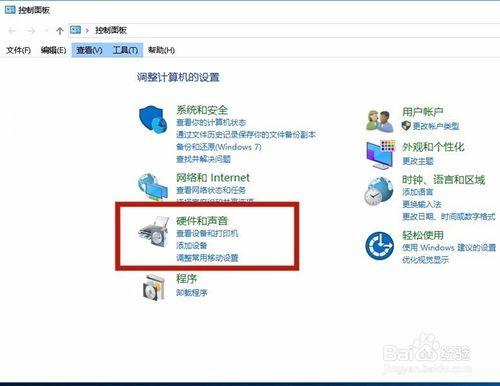 控制面板
控制面板
文件(F) 编辑(E) 查看(V) 工具(T) 帮助(H)
调整计算机的设置
系统和安全
查看你的计算机状态
通过文件历史记录保存你的文件备份副本
备份和还原(Windows 7)
查找并解决问题
网络和 Internet
查看网络状态和任务
选择家庭组和共享选项
硬件和声音
查看设备和打印机
添加设备
调整常用移动设置
程序
卸载程序
用户帐户
更改帐户类型
外观和个性化
更改主题
时钟、语言和区域
添加语言
更换输入法
更改日期、时间或数字格式
轻松使用
使用 Windows 建议的设置
优化视觉显示
Bai 经验
jingyan.baidu.com